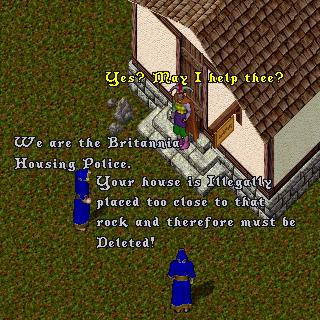 Yes? May I help thee?
We are the Britannia
Housing Police.
Your house is Illegally
placed too close to that
rock and therefore must be
Deleted!